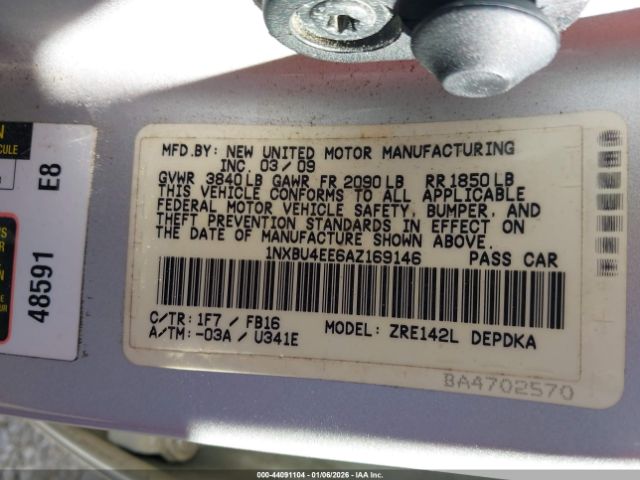 MFD.BY: NEW UNITED MOTOR MANUFACTURING
INC. 03/09
GVWR 3840LB GAWR FR 2090LB RR1850LB
THIS VEHICLE CONFORMS TO ALL APPLICABLE
FEDERAL MOTOR VEHICLE SAFETY, BUMPER, AND
THEFT PREVENTION STANDARDS IN EFFECT ON
THE DATE OF MANUFACTURE SHOWN ABOVE.
1NXBU4EE6AZ169146 PASS CAR
C/TR: 1F7 / FB16
A/TM: -03A / U341E
MODEL: ZRE142L DEPDKA
BA4702570
48591 E8
000-44091104 | 01/06/2026 | IAA Inc.